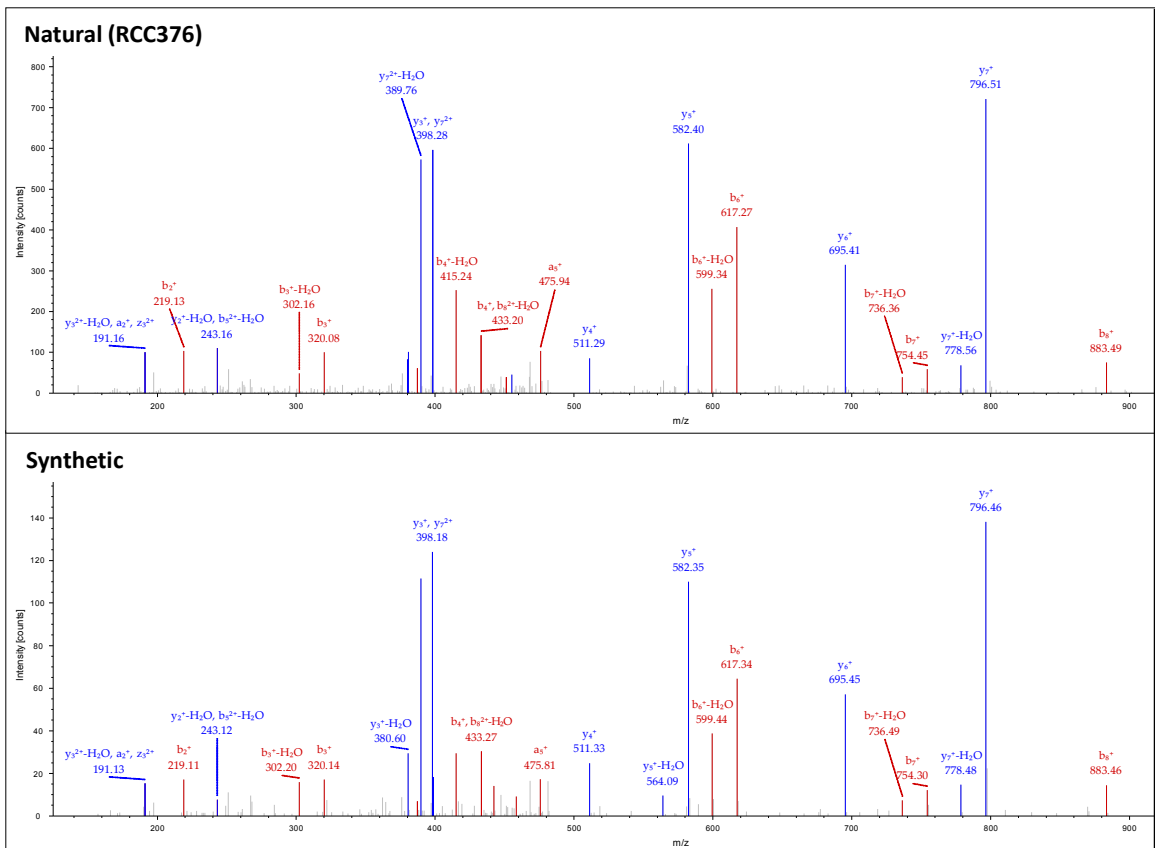 Natural (RCC376)
800
700
600
500
400
300
200
100
0
Intensity [counts]
y₇²⁺-H₂O
389.76
y₃⁺, y₇²⁺
398.28
y₇⁺
796.51
y₅⁺
582.40
b₆⁺
617.27
b₂⁺
219.13
b₃⁺-H₂O
302.16
b₄⁺-H₂O
415.24
a₅⁺
475.94
b₆⁺-H₂O
599.34
y₆⁺
695.41
y₃²⁺-H₂O, a₂⁺, z₃²⁺
191.16
y₂⁺-H₂O, b₅²⁺-H₂O
243.16
b₃⁺
320.08
b₄⁺, b₈²⁺-H₂O
433.20
y₄⁺
511.29
b₇⁺-H₂O
736.36
b₇⁺
754.45
y₇⁺-H₂O
778.56
b₈⁺
883.49
200 300 400 500 600 700 800 900
m/z
Synthetic
140
120
100
80
60
40
20
0
Intensity [counts]
y₃⁺, y₇²⁺
398.18
y₇⁺
796.46
y₅⁺
582.35
b₆⁺
617.34
y₆⁺
695.45
y₃²⁺-H₂O, a₂⁺, z₃²⁺
191.13
b₂⁺
219.11
y₂⁺-H₂O, b₅²⁺-H₂O
243.12
b₃⁺-H₂O
302.20
b₃⁺
320.14
y₃⁺-H₂O
380.60
b₄⁺, b₈²⁺-H₂O
433.27
a₅⁺
475.81
y₄⁺
511.33
y₅⁺-H₂O
564.09
b₆⁺-H₂O
599.44
b₇⁺-H₂O
736.49
b₇⁺
754.30
y₇⁺-H₂O
778.48
b₈⁺
883.46
200 300 400 500 600 700 800 900
m/z